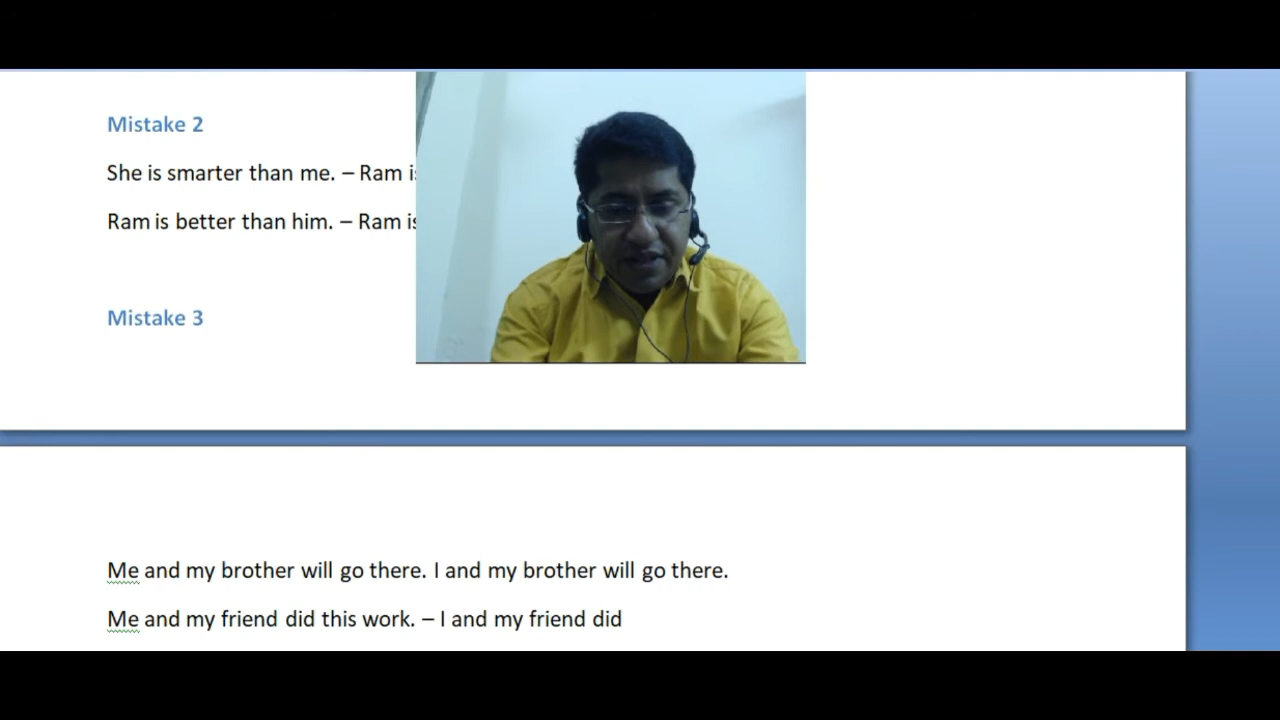 Mistake 2
She is smarter than me. – Ram
Ram is better than him. – Ram is
Mistake 3
Me and my brother will go there. I and my brother will go there.
Me and my friend did this work. – I and my friend did